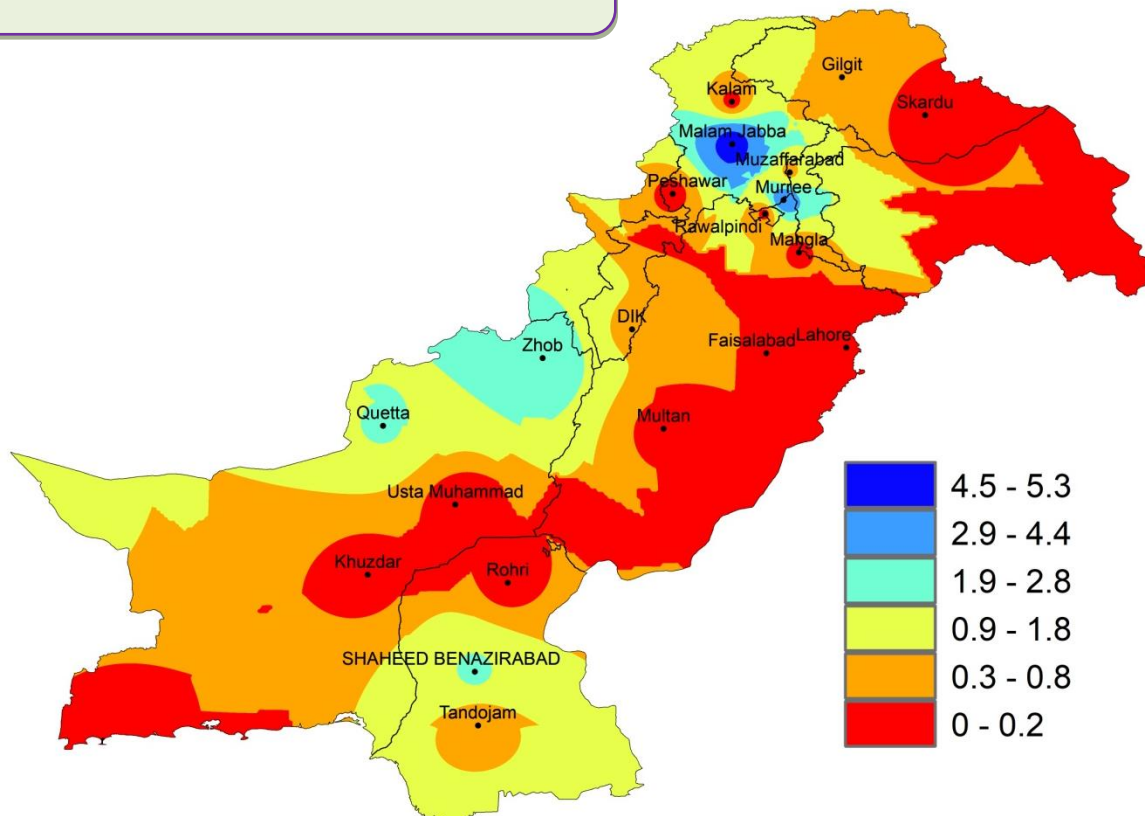 Gilgit
Kalam
Skardu
Malam Jabba
Muzaffarabad
Peshawar
Murree
Rawalpindi
Mangla
DIK
Zhob
Faisalabad
Lahore
Quetta
Multan
Usta Muhammad
Khuzdar
Rohri
SHAHEED BENAZIRABAD
Tandojam
4.5 - 5.3
2.9 - 4.4
1.9 - 2.8
0.9 - 1.8
0.3 - 0.8
0 - 0.2